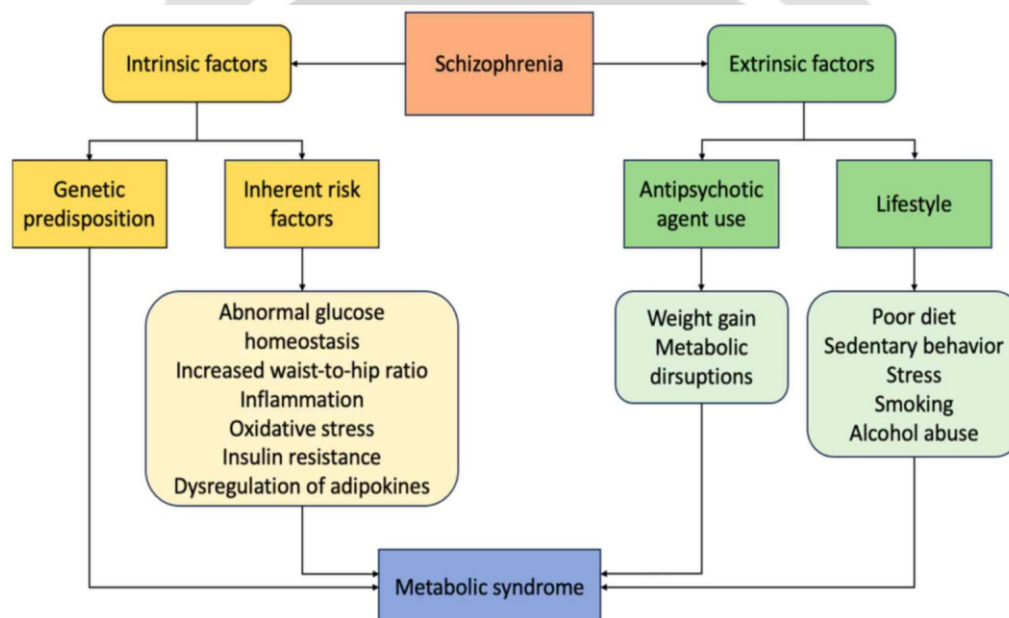 Intrinsic factors
Schizophrenia
Extrinsic factors
Genetic
predisposition
Inherent risk
factors
Antipsychotic
agent use
Lifestyle
Abnormal glucose
homeostasis
Increased waist-to-hip ratio
Inflammation
Oxidative stress
Insulin resistance
Dysregulation of adipokines
Weight gain
Metabolic
dirsuptions
Poor diet
Sedentary behavior
Stress
Smoking
Alcohol abuse
Metabolic syndrome